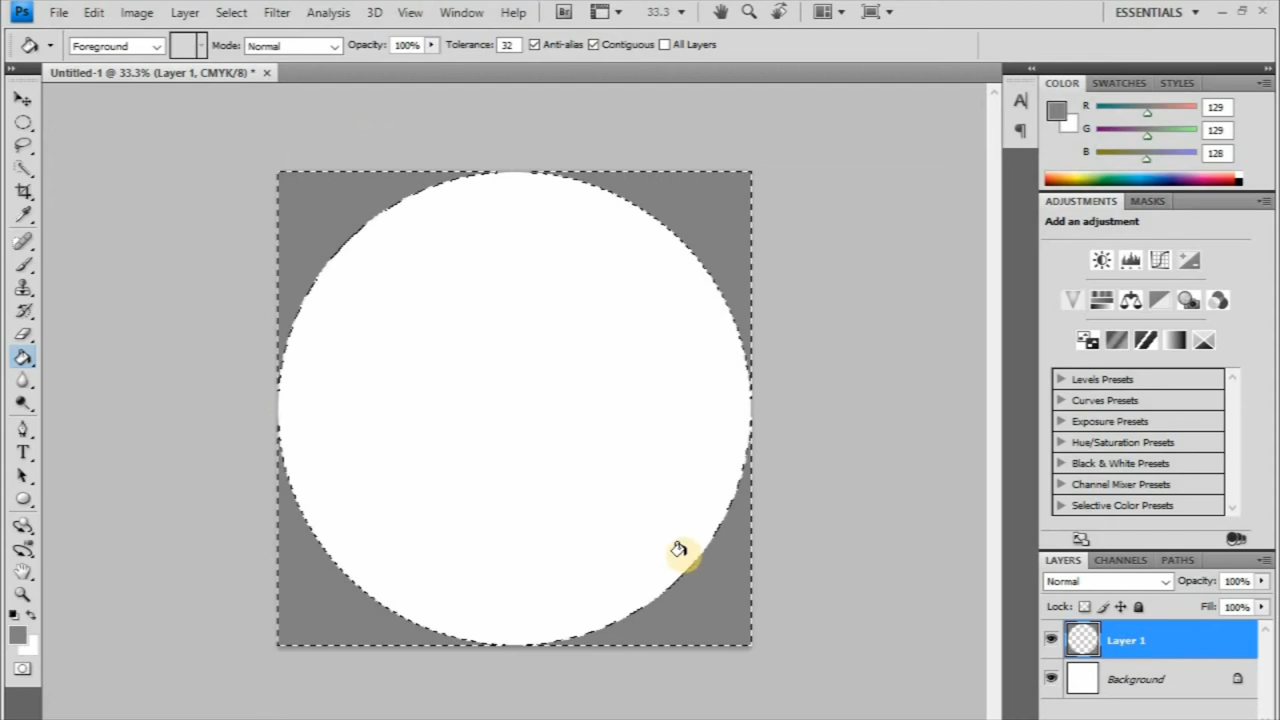 Ps File Edit Image Layer Select Filter Analysis 3D View Window Help Br 33.3 ESSENTIALS
Foreground Mode: Normal Opacity: 100% Tolerance: 32 Anti-alias Contiguous All Layers
Untitled-1 @ 33.3% (Layer 1, CMYK/8) * ×
COLOR SWATCHES STYLES
R 129
G 129
B 128
ADJUSTMENTS MASKS
Add an adjustment
Levels Presets
Curves Presets
Exposure Presets
Hue/Saturation Presets
Black & White Presets
Channel Mixer Presets
Selective Color Presets
LAYERS CHANNELS PATHS
Normal Opacity: 100%
Lock: Fill: 100%
Layer 1
Background